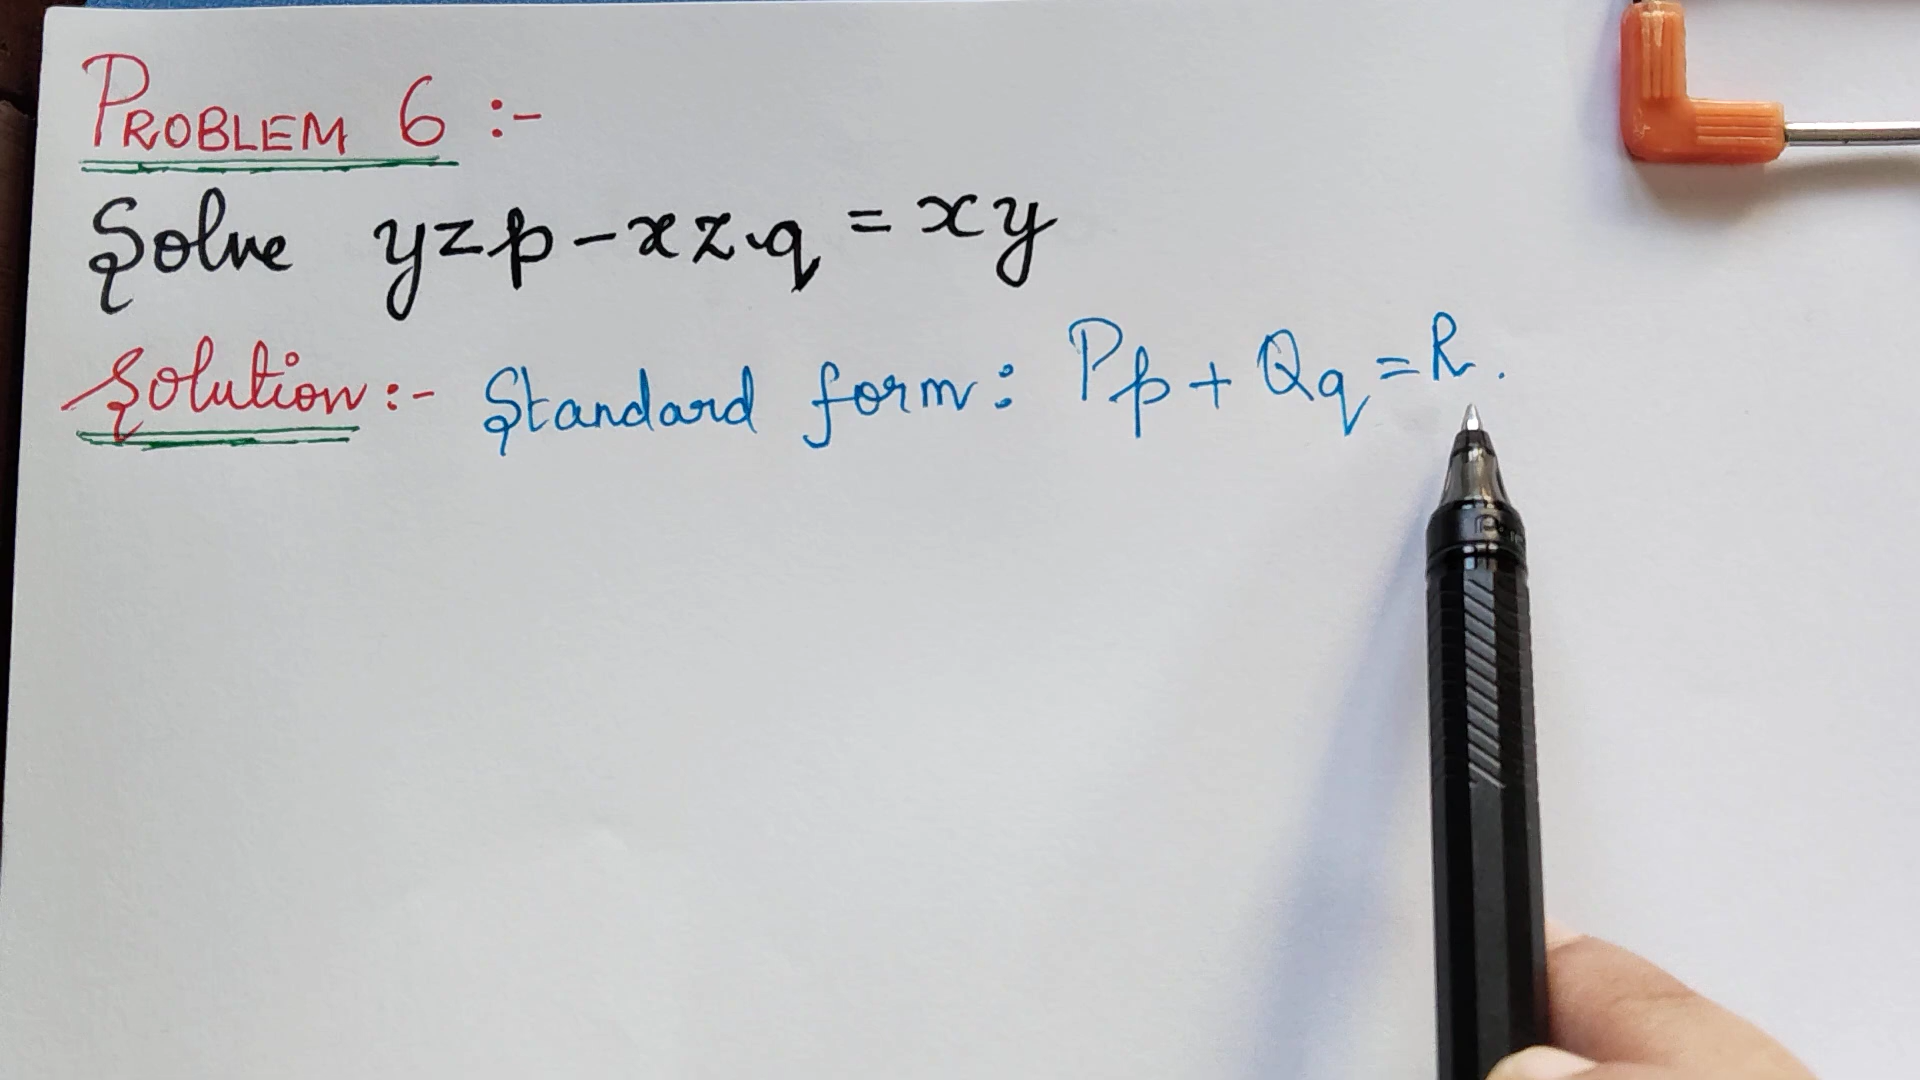 PROBLEM 6 :-
Solve yzp - xzq = xy
Solution :- Standard form : Pp + Qq = R.